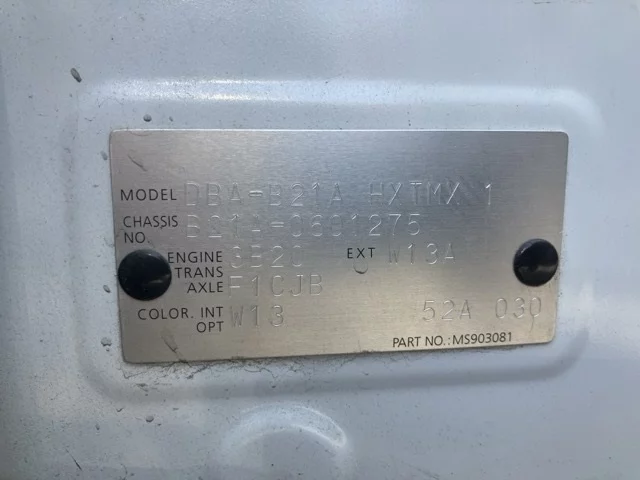 MODEL DBA-B21A HXTMX 1
CHASSIS NO. B21A-0601275
ENGINE 3B20 EXT W13A
TRANS AXLE F1CJB
COLOR. INT OPT W13 52A 030
PART NO.:MS903081